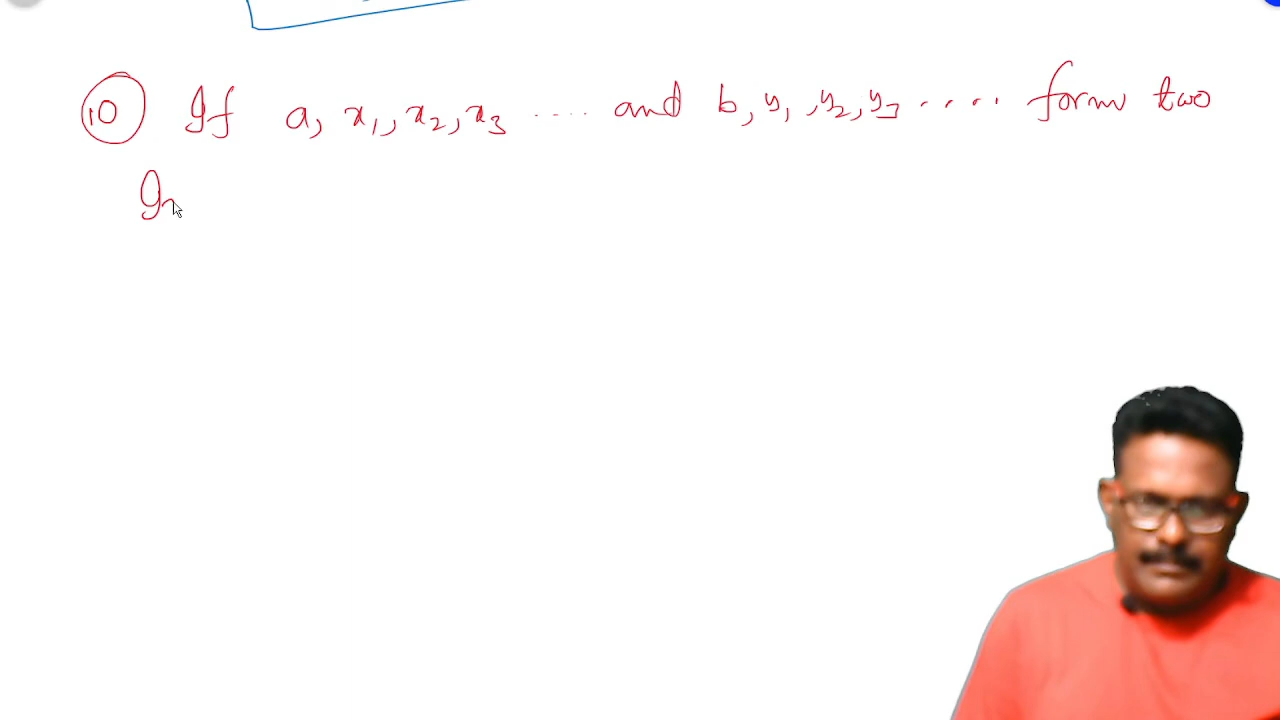 10 If a, x₁, x₂, x₃ .... and b, y₁, y₂, y₃ .... form two